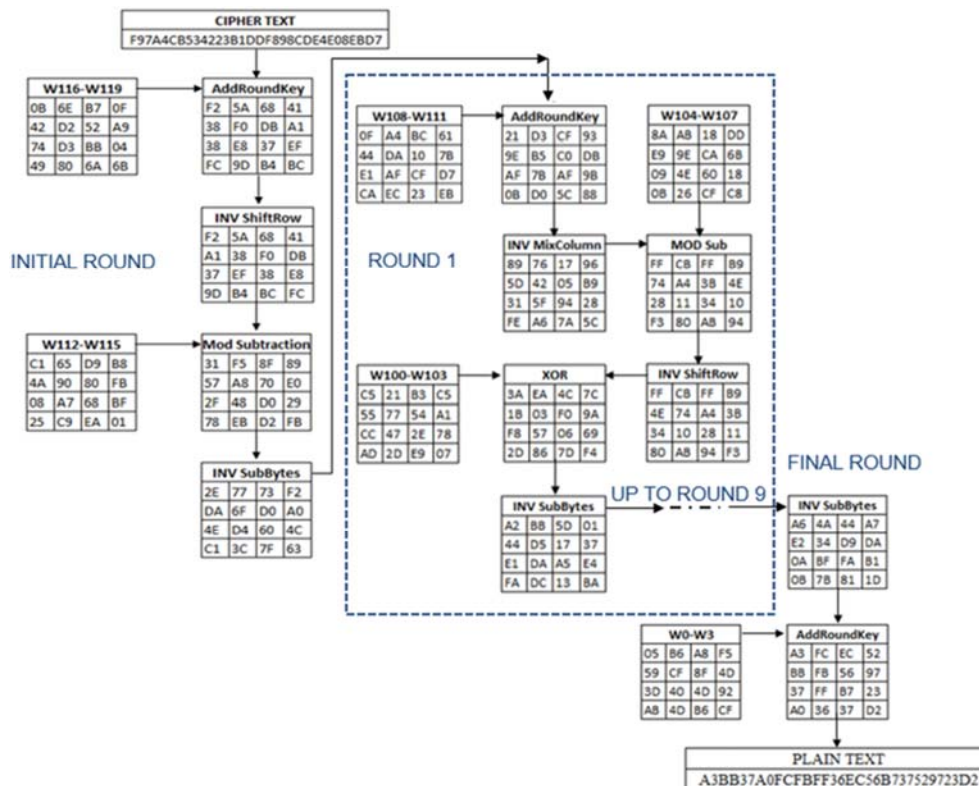 CIPHER TEXT
F97A4CB534223B1DDF898CDE4E08EBD7
W116-W119
0B 6E B7 0F
42 D2 52 A9
74 D3 BB 04
49 80 6A 6B
AddRoundKey
F2 5A 68 41
38 F0 DB A1
38 E8 37 EF
FC 9D B4 BC
INV ShiftRow
F2 5A 68 41
A1 38 F0 DB
37 EF 38 E8
9D B4 BC FC
INITIAL ROUND
W112-W115
C1 65 D9 B8
4A 90 80 FB
08 A7 68 BF
25 C9 EA 01
Mod Subtraction
31 F5 8F 89
57 A8 70 E0
2F 48 D0 29
78 EB D2 FB
INV SubBytes
2E 77 73 F2
DA 6F D0 A0
4E D4 60 4C
C1 3C 7F 63
ROUND 1
W108-W111
0F A4 BC 61
44 DA 10 7B
E1 AF CF D7
CA EC 23 EB
AddRoundKey
21 D3 CF 93
9E B5 C0 DB
AF 7B AF 9B
0B D0 5C 88
W104-W107
8A AB 18 DD
E9 9E CA 6B
09 4E 60 18
0B 26 CF C8
INV MixColumn
89 76 17 96
5D 42 05 B9
31 5F 94 28
FE A6 7A 5C
MOD Sub
FF CB FF B9
74 A4 3B 4E
28 11 34 10
F3 80 AB 94
W100-W103
C5 21 B3 C5
55 77 54 A1
CC 47 2E 78
AD 2D E9 07
XOR
3A EA 4C 7C
1B 03 F0 9A
F8 57 06 69
2D 86 7D F4
INV ShiftRow
FF CB FF B9
4E 74 A4 3B
34 10 28 11
80 AB 94 F3
INV SubBytes
A2 BB 5D 01
44 D5 17 37
E1 DA A5 E4
FA DC 13 BA
UP TO ROUND 9
FINAL ROUND
INV SubBytes
A6 4A 44 A7
E2 34 D9 DA
0A BF FA B1
0B 7B 81 1D
W0-W3
05 B6 A8 F5
59 CF 8F 4D
3D 40 4D 92
AB 4D B6 CF
AddRoundKey
A3 FC EC 52
BB FB 56 97
37 FF B7 23
A0 36 37 D2
PLAIN TEXT
A3BB37A0FCFBFF36EC56B737529723D2